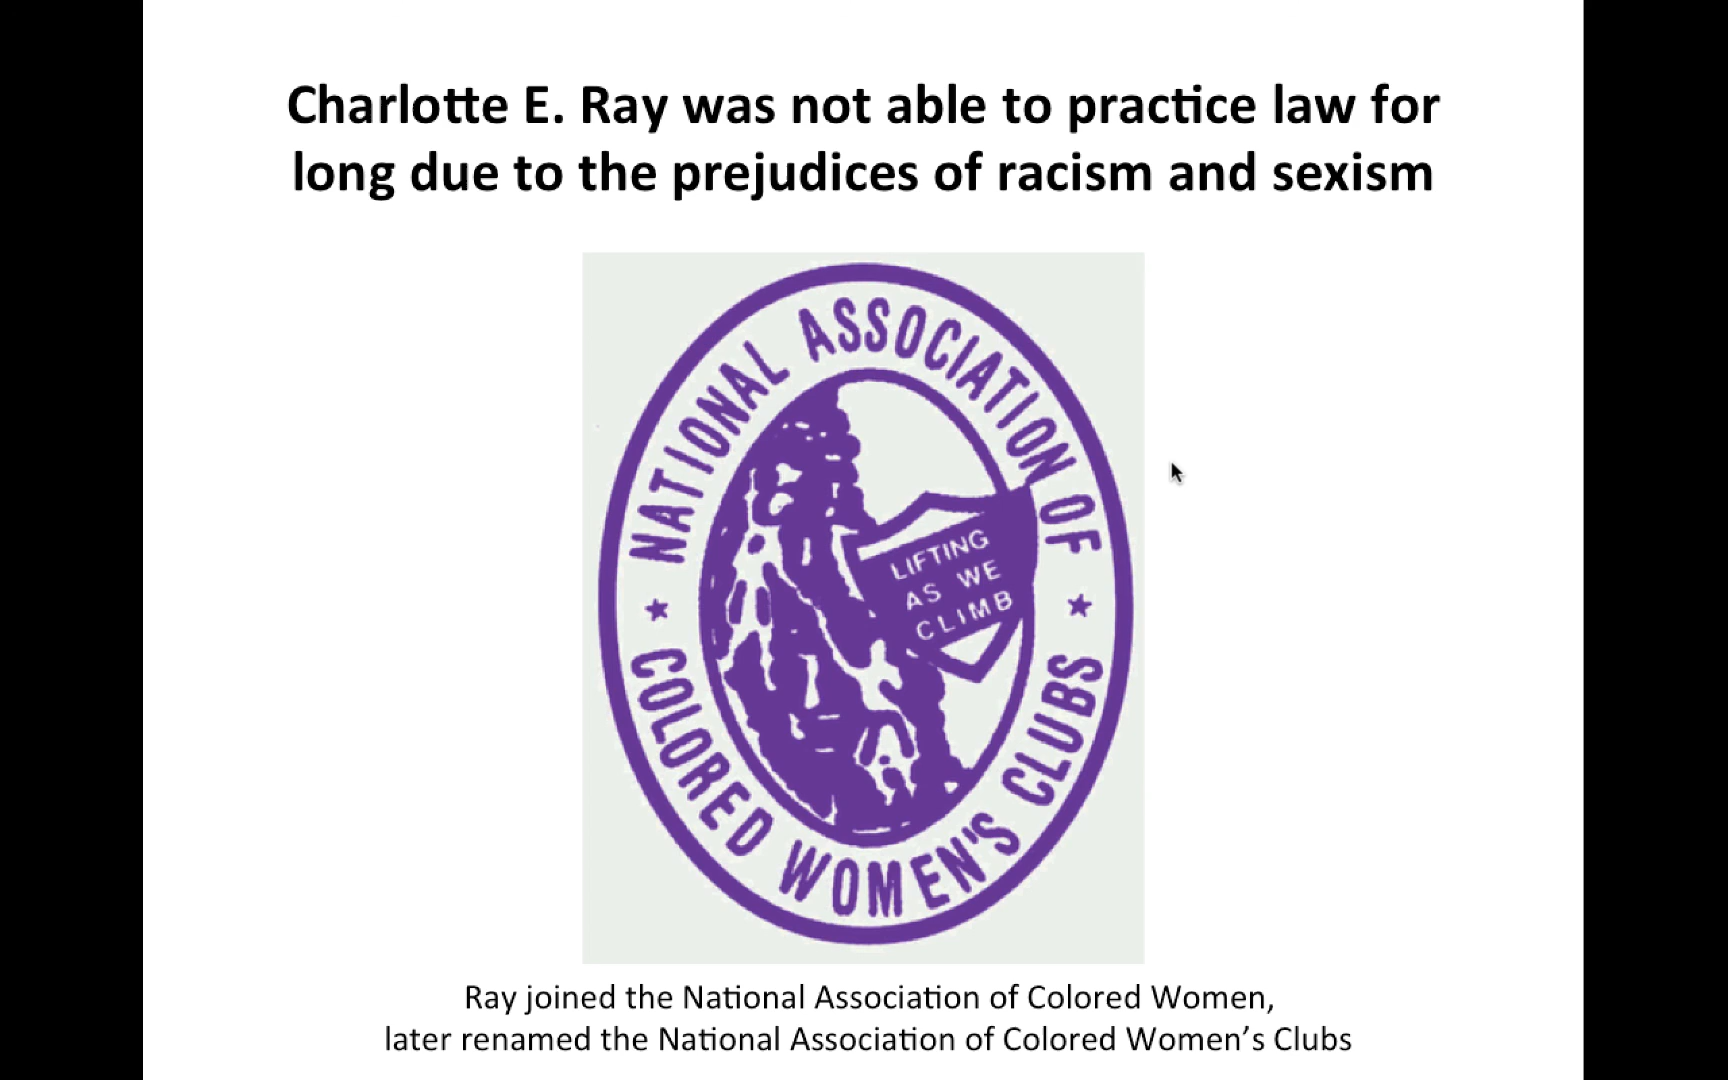 Charlotte E. Ray was not able to practice law for
long due to the prejudices of racism and sexism
NATIONAL ASSOCIATION OF
LIFTING
AS WE
CLIMB
COLORED WOMEN'S CLUBS
Ray joined the National Association of Colored Women,
later renamed the National Association of Colored Women’s Clubs